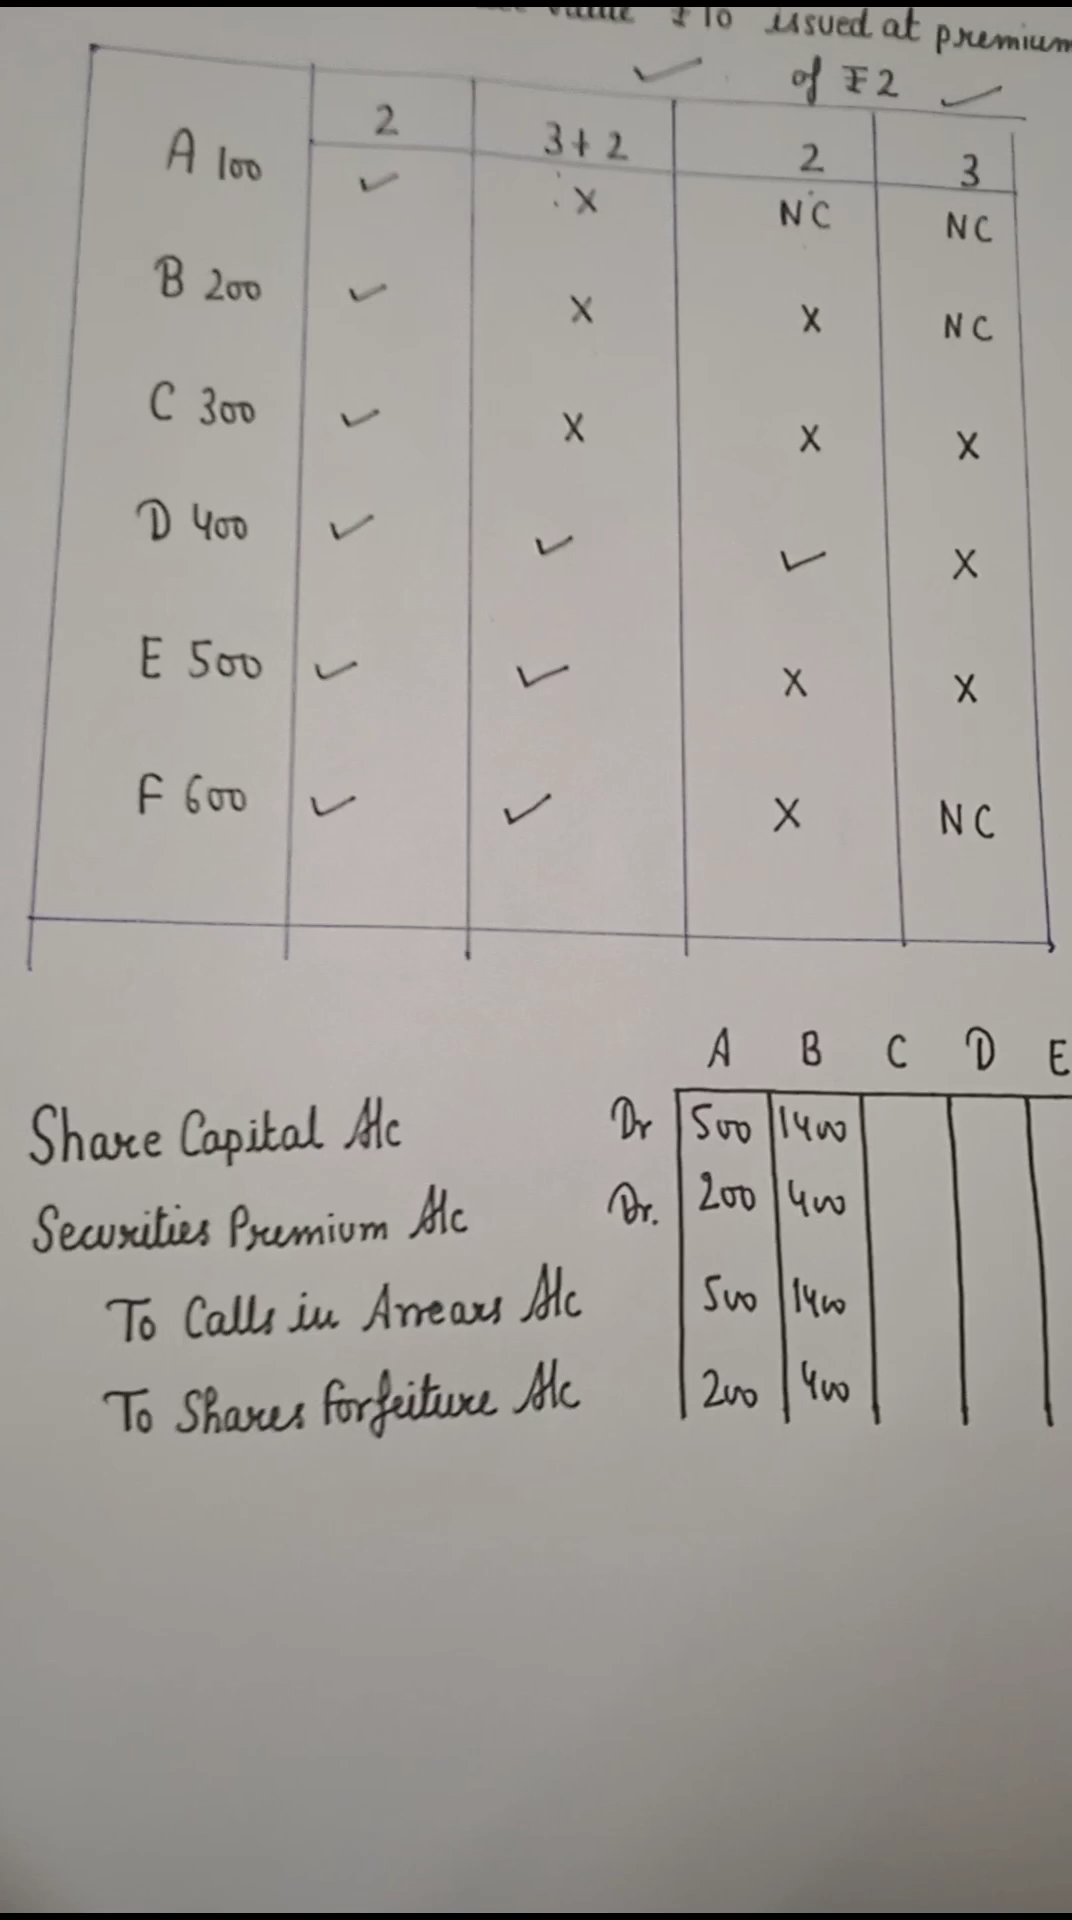 value ₹10 issued at premium
of ₹2
2 3+2 2 3
A 100 ✓ X NC NC
B 200 ✓ X X NC
C 300 ✓ X X X
D 400 ✓ ✓ ✓ X
E 500 ✓ ✓ X X
F 600 ✓ ✓ X NC
A B C D E
Share Capital A/c Dr 500 1400
Securities Premium A/c Dr. 200 400
To Calls in Arrears A/c 500 1400
To Shares forfeiture A/c 200 400